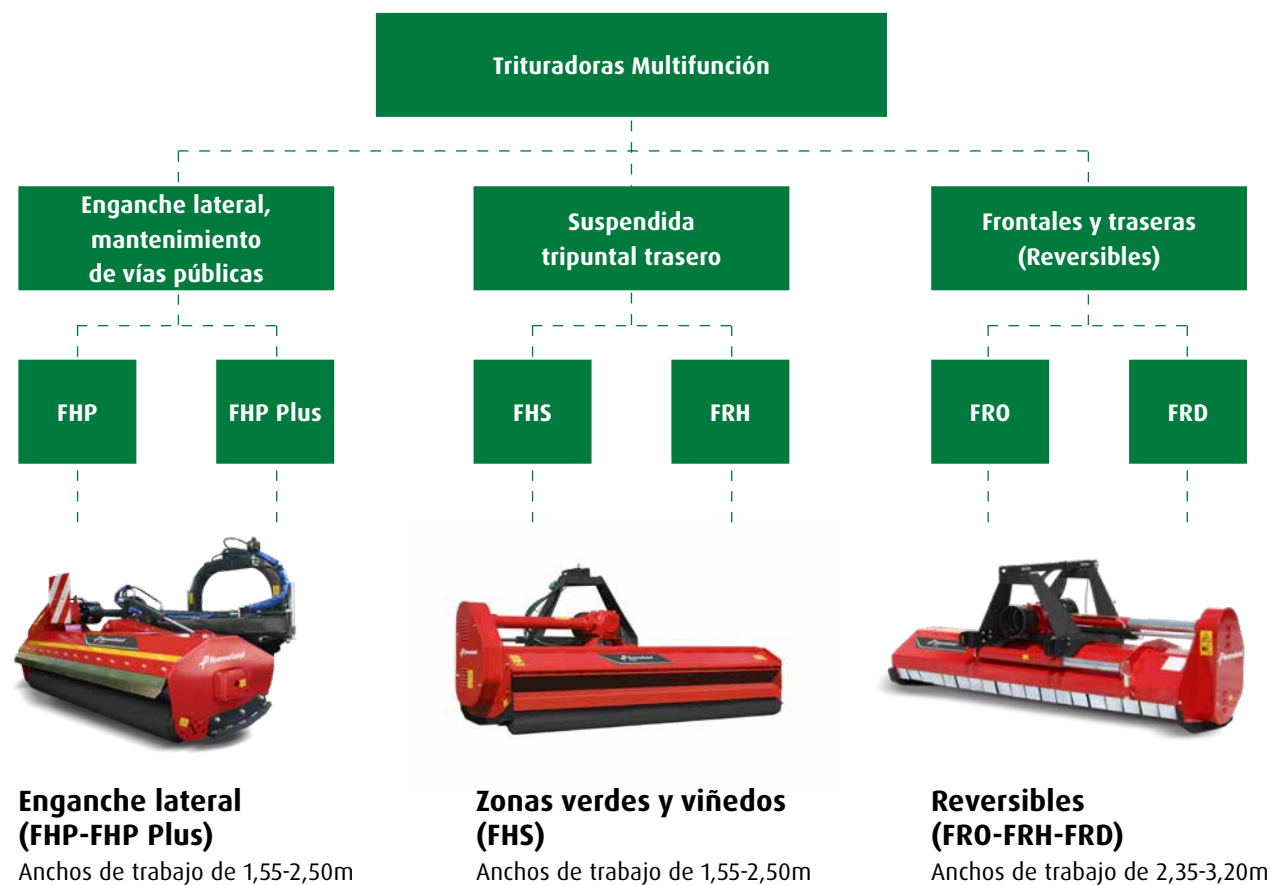 Trituradoras Multifunción
Enganche lateral,
mantenimiento
de vías públicas
Suspendida
tripuntal trasero
Frontales y traseras
(Reversibles)
FHP
FHP Plus
FHS
FRH
FRO
FRD
Kverneland
Kverneland
Kverneland
Enganche lateral
(FHP-FHP Plus)
Anchos de trabajo de 1,55-2,50m
Zonas verdes y viñedos
(FHS)
Anchos de trabajo de 1,55-2,50m
Reversibles
(FRO-FRH-FRD)
Anchos de trabajo de 2,35-3,20m